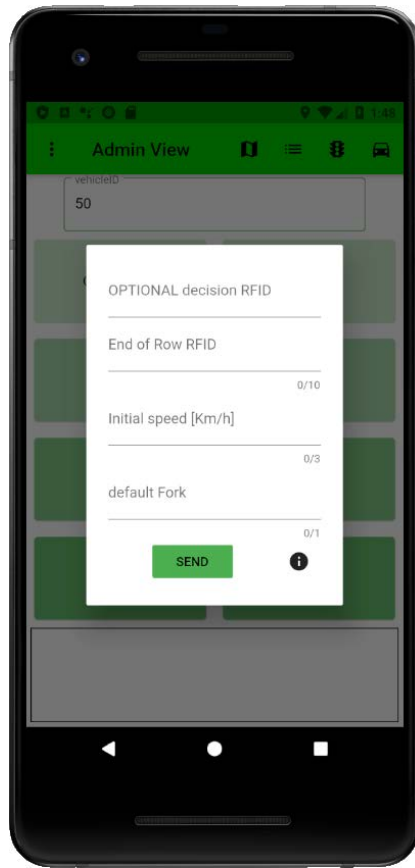 1:48
Admin View
vehicleID
50
OPTIONAL decision RFID
End of Row RFID
0/10
Initial speed [Km/h]
0/3
default Fork
0/1
SEND